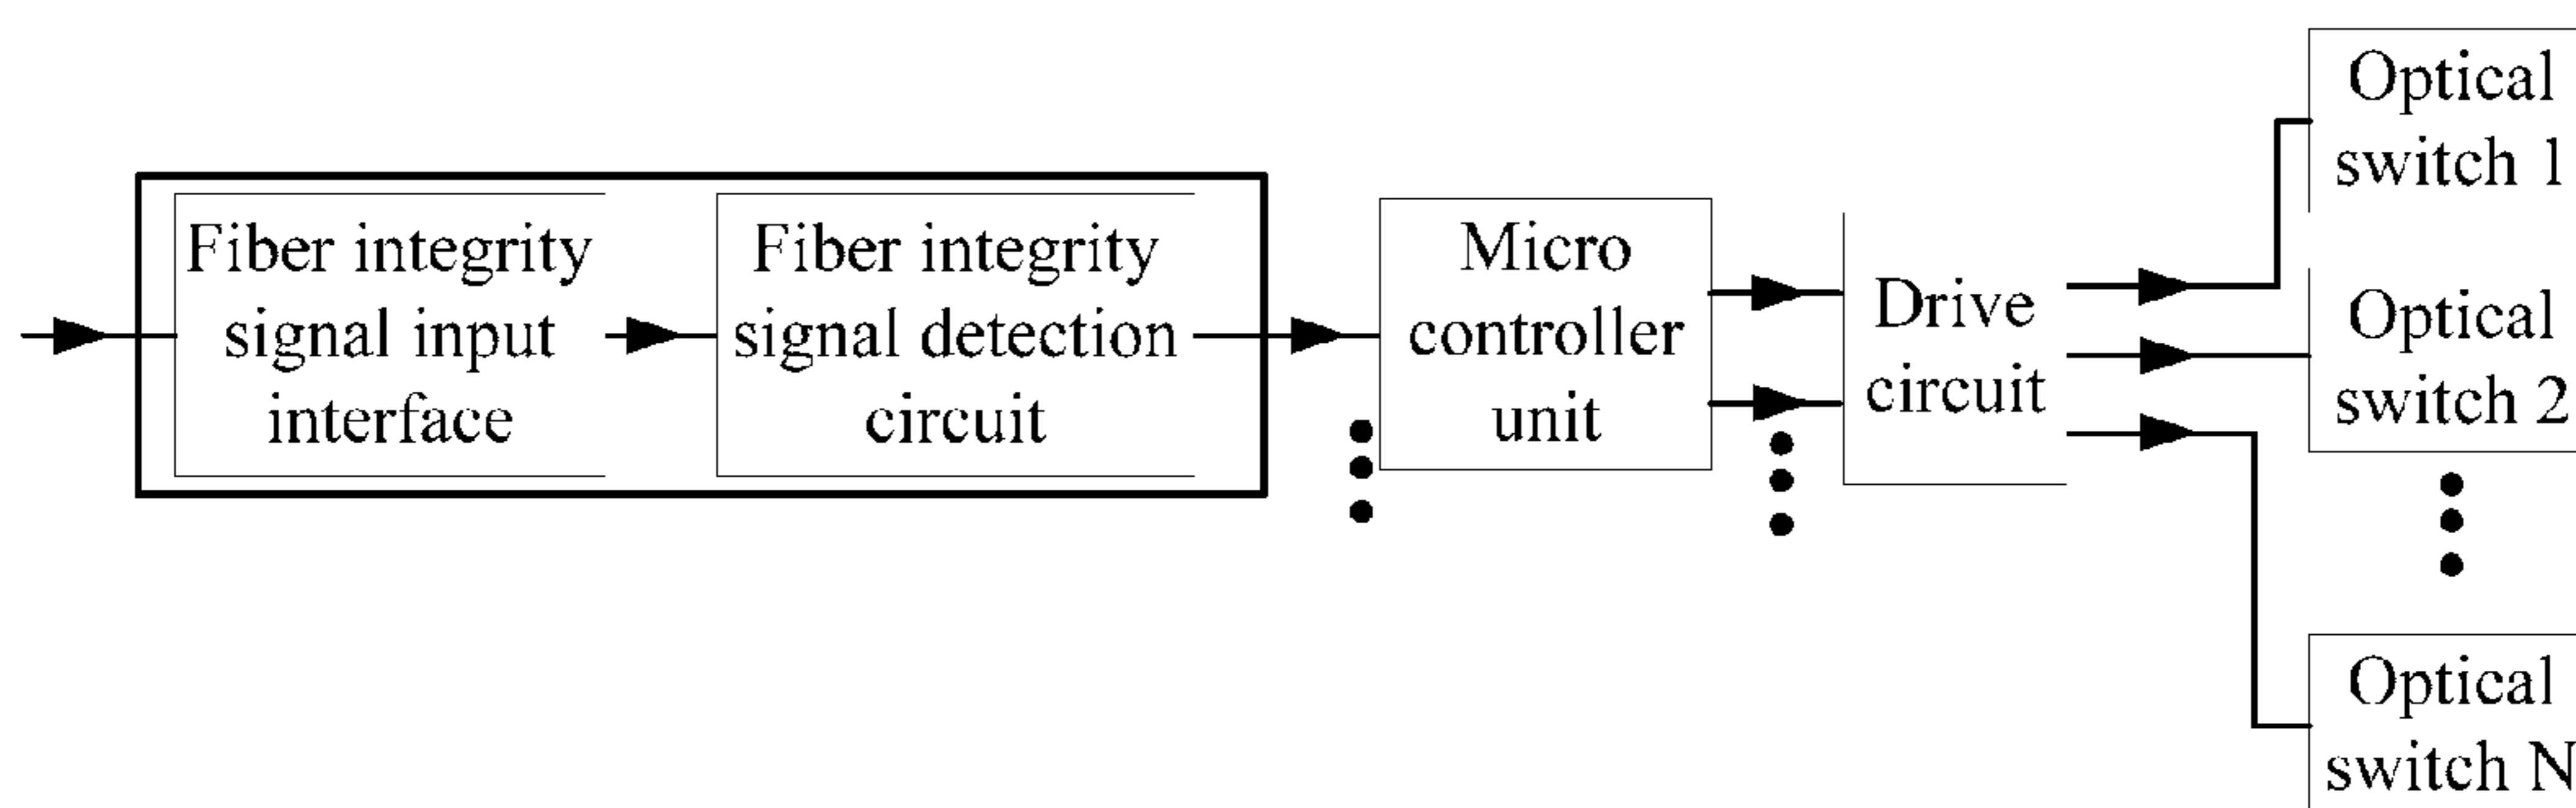 Fiber integrity
signal input
interface
Fiber integrity
signal detection
circuit
Micro
controller
unit
Drive
circuit
Optical
switch 1
Optical
switch 2
Optical
switch N